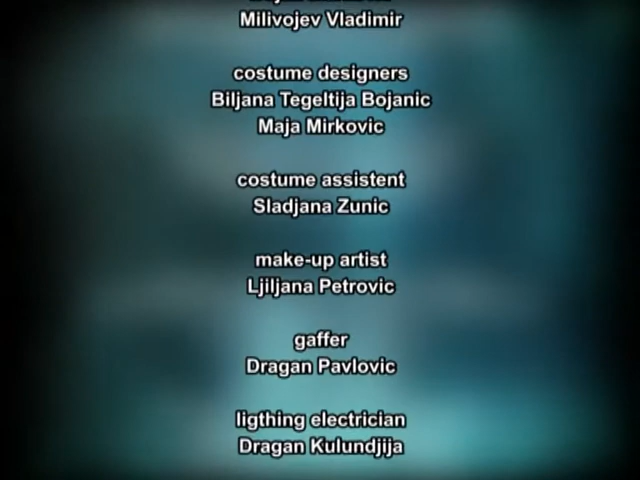 Milivojev Vladimir
costume designers
Biljana Tegeltija Bojanic
Maja Mirkovic
costume assistent
Sladjana Zunic
make-up artist
Ljiljana Petrovic
gaffer
Dragan Pavlovic
ligthing electrician
Dragan Kulundjija